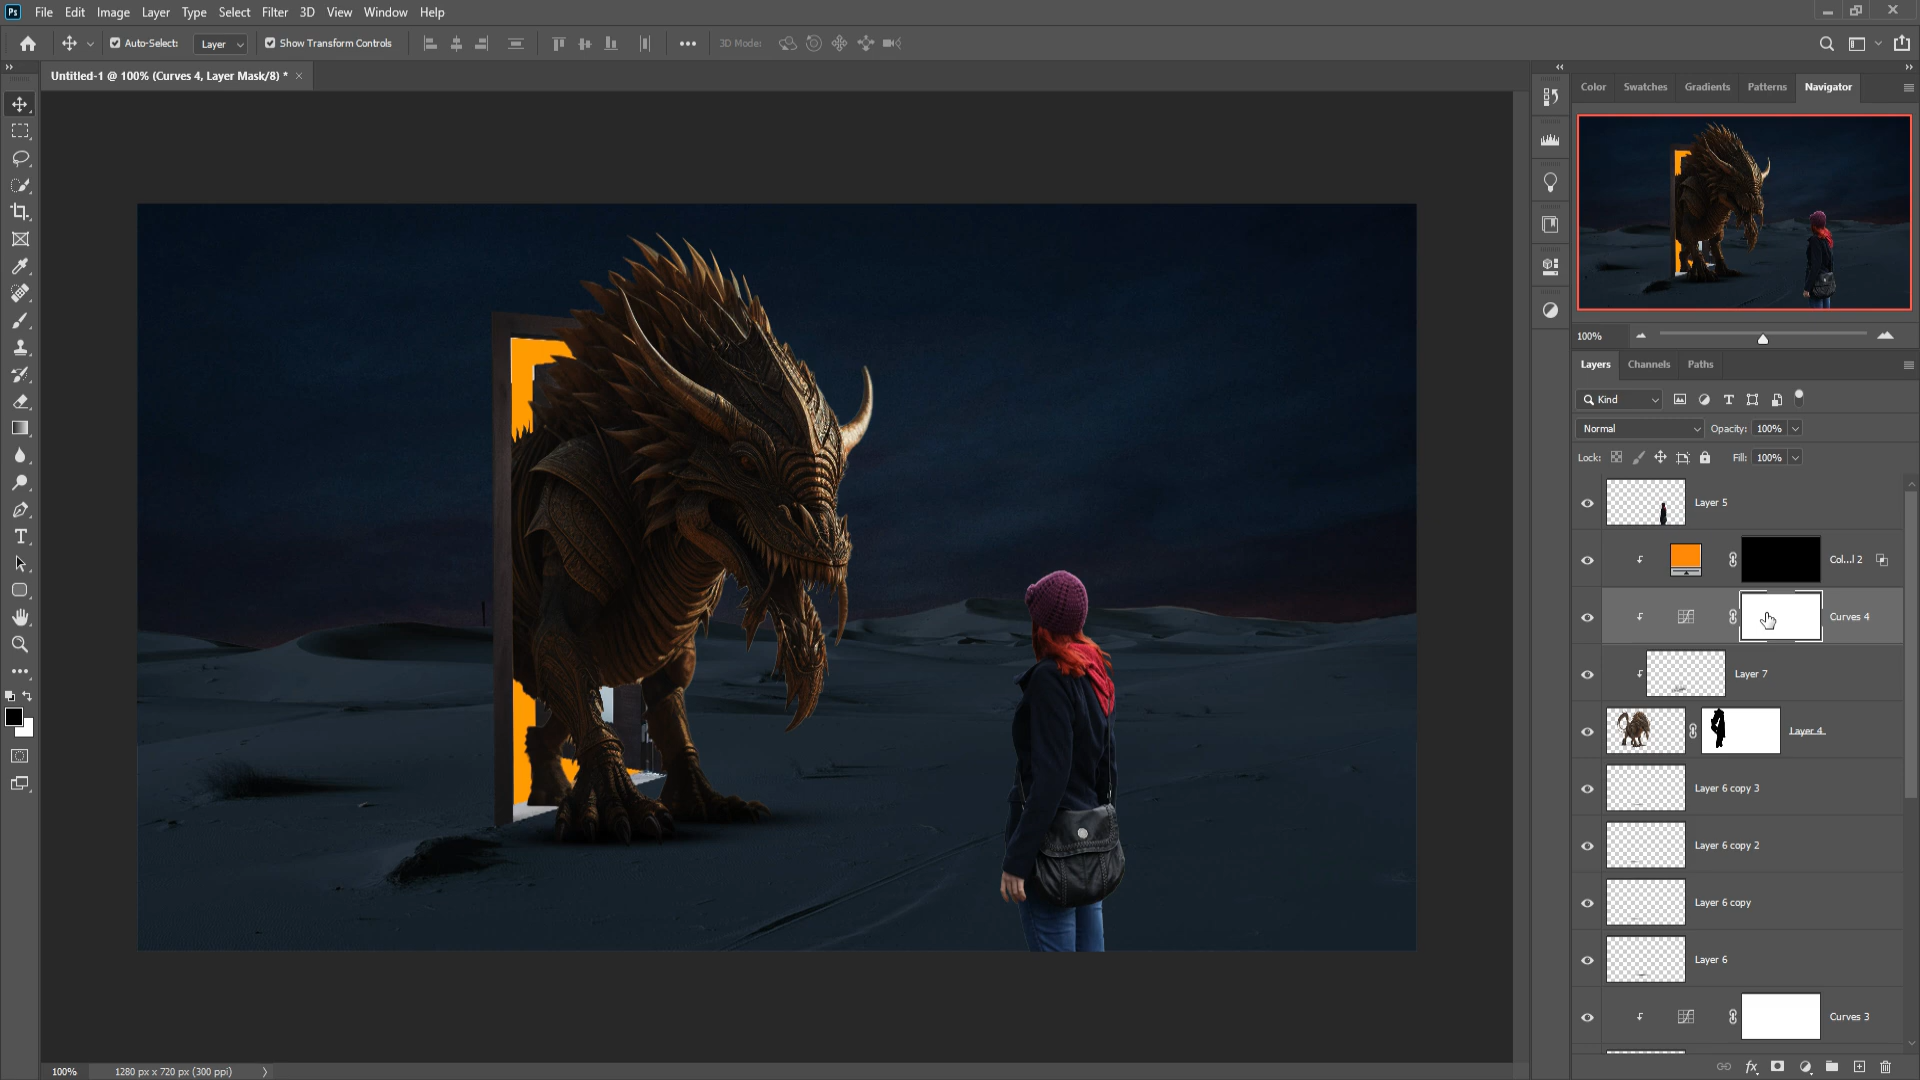 Ps File Edit Image Layer Type Select Filter 3D View Window Help
Auto-Select: Layer Show Transform Controls 3D Mode:
Untitled-1 @ 100% (Curves 4, Layer Mask/8) *
Color Swatches Gradients Patterns Navigator
100%
Layers Channels Paths
Kind
Normal Opacity: 100%
Lock: Fill: 100%
Layer 5
Col...l 2
Curves 4
Layer 7
Layer 4
Layer 6 copy 3
Layer 6 copy 2
Layer 6 copy
Layer 6
Curves 3
100% 1280 px x 720 px (300 ppi)